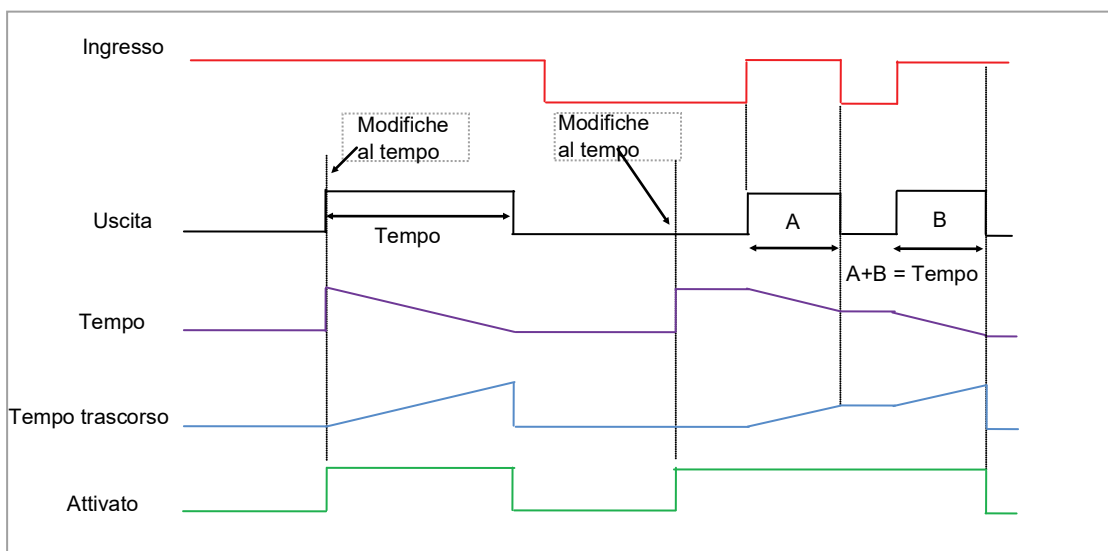 Ingresso
Modifiche
al tempo
Modifiche
al tempo
Uscita
Tempo
A
B
A+B = Tempo
Tempo
Tempo trascorso
Attivato